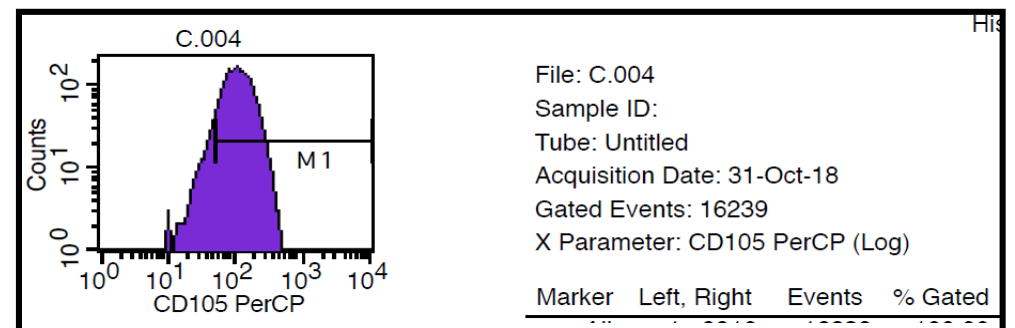 His
C.004
File: C.004
Sample ID:
Tube: Untitled
Acquisition Date: 31-Oct-18
Gated Events: 16239
X Parameter: CD105 PerCP (Log)
Counts
10^2
10^1
10^0
M1
10^0 10^1 10^2 10^3 10^4
CD105 PerCP
Marker Left, Right Events % Gated